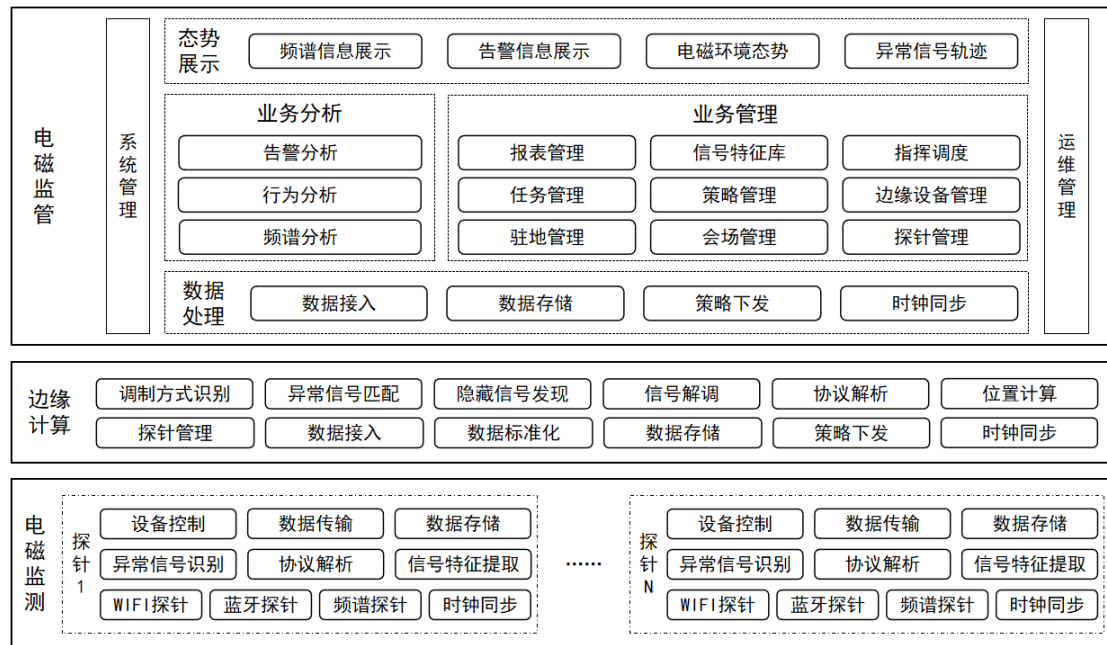 电磁监管
系统管理
态势
展示
频谱信息展示
告警信息展示
电磁环境态势
异常信号轨迹
业务分析
告警分析
行为分析
频谱分析
业务管理
报表管理
信号特征库
指挥调度
任务管理
策略管理
边缘设备管理
驻地管理
会场管理
探针管理
数据
处理
数据接入
数据存储
策略下发
时钟同步
运维管理
边缘
计算
调制方式识别
异常信号匹配
隐藏信号发现
信号解调
协议解析
位置计算
探针管理
数据接入
数据标准化
数据存储
策略下发
时钟同步
电磁监测
探针1
设备控制
数据传输
数据存储
异常信号识别
协议解析
信号特征提取
WIFI探针
蓝牙探针
频谱探针
时钟同步
……
探针N
设备控制
数据传输
数据存储
异常信号识别
协议解析
信号特征提取
WIFI探针
蓝牙探针
频谱探针
时钟同步